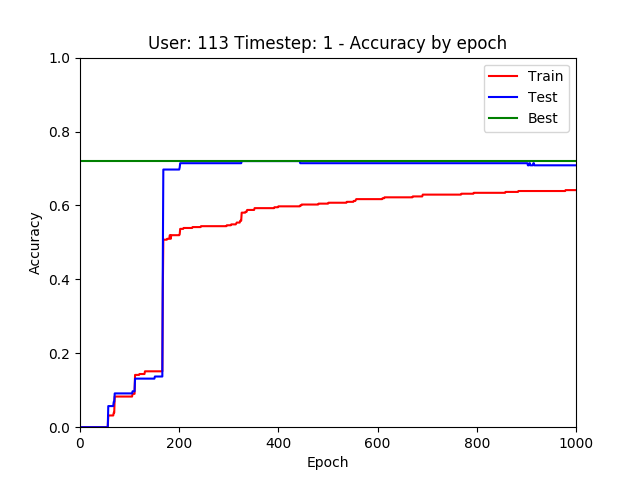 User: 113 Timestep: 1 - Accuracy by epoch
1.0
0.8
0.6
0.4
0.2
0.0
Accuracy
Train
Test
Best
0 200 400 600 800 1000
Epoch